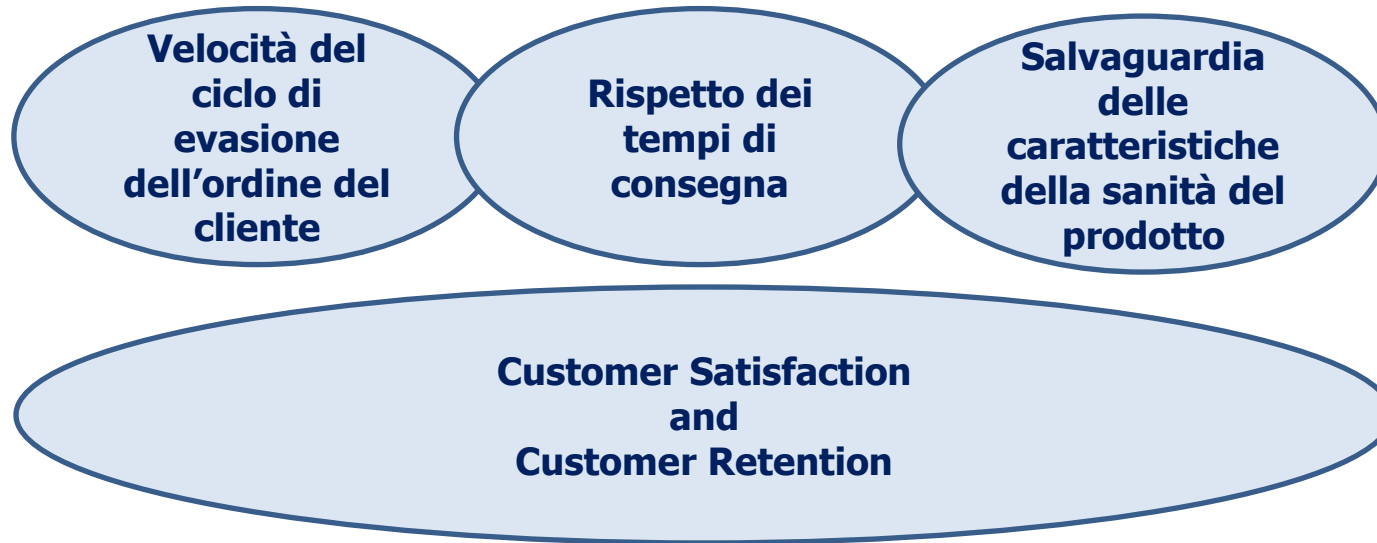 Velocità del
ciclo di
evasione
dell’ordine del
cliente
Rispetto dei
tempi di
consegna
Salvaguardia
delle
caratteristiche
della sanità del
prodotto
Customer Satisfaction
and
Customer Retention